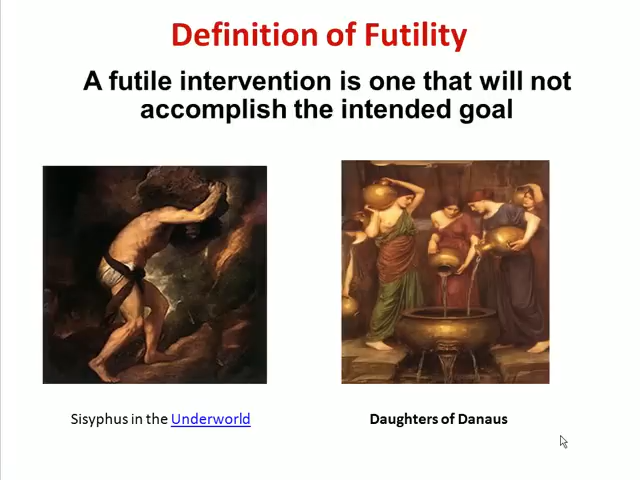 Definition of Futility
A futile intervention is one that will not
accomplish the intended goal
Sisyphus in the Underworld
Daughters of Danaus